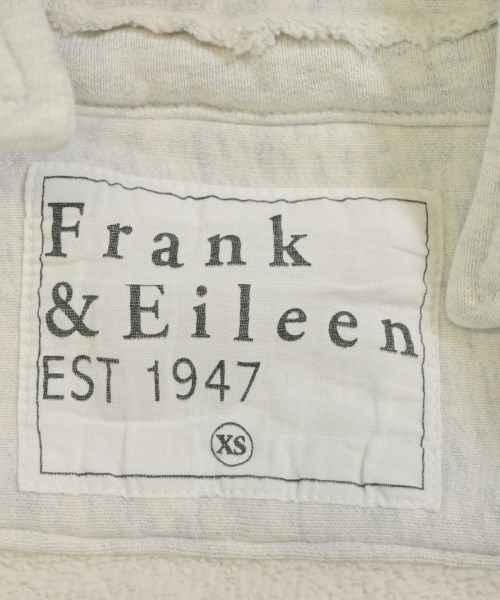 Frank
& Eileen
EST 1947
XS